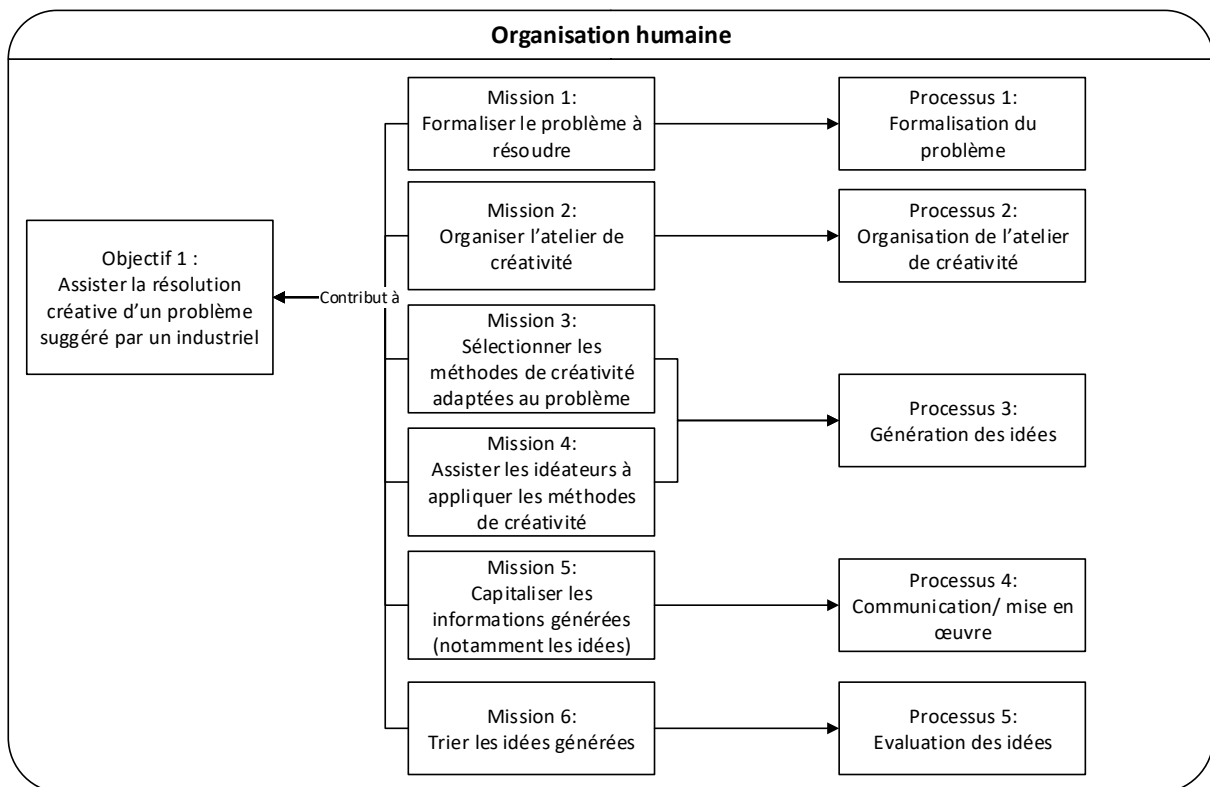 Organisation humaine
Mission 1:
Formaliser le problème à
résoudre
Processus 1:
Formalisation du
problème
Mission 2:
Organiser l’atelier de
créativité
Processus 2:
Organisation de l’atelier
de créativité
Objectif 1 :
Assister la résolution
créative d’un problème
suggéré par un industriel
Contribut à
Mission 3:
Sélectionner les
méthodes de créativité
adaptées au problème
Mission 4:
Assister les idéateurs à
appliquer les méthodes
de créativité
Processus 3:
Génération des idées
Mission 5:
Capitaliser les
informations générées
(notamment les idées)
Processus 4:
Communication/ mise en
œuvre
Mission 6:
Trier les idées générées
Processus 5:
Evaluation des idées